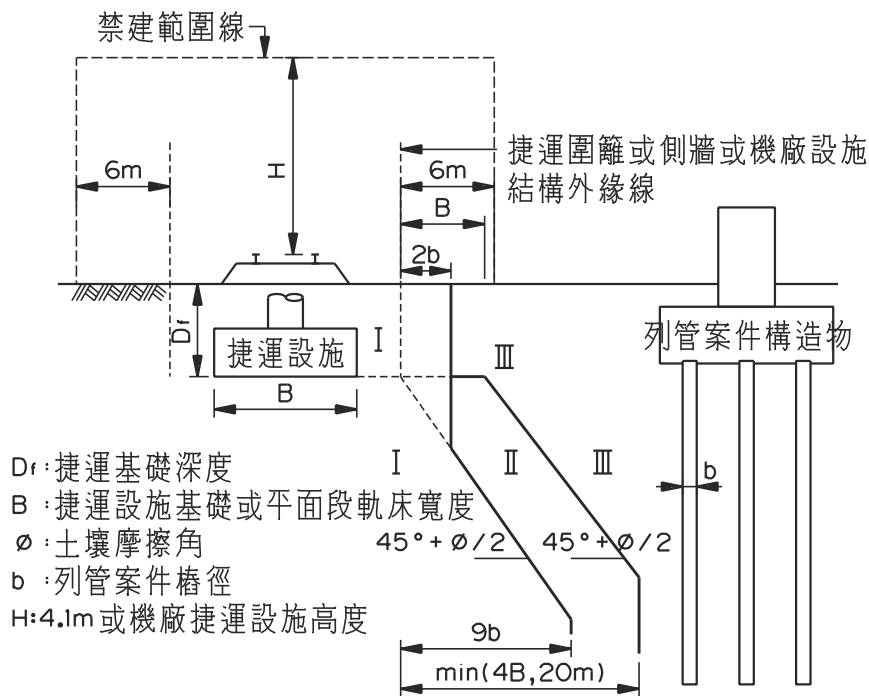 禁建範圍線
捷運圍籬或側牆或機廠設施
結構外緣線
6m
H
6m
B
2b
Df
I
捷運設施
列管案件構造物
III
B
I
II
III
b
Df:捷運基礎深度
B:捷運設施基礎或平面段軌床寬度
ø:土壤摩擦角
b:列管案件樁徑
H:4.1m或機廠捷運設施高度
45°+ø/2
45°+ø/2
9b
min(4B,20m)